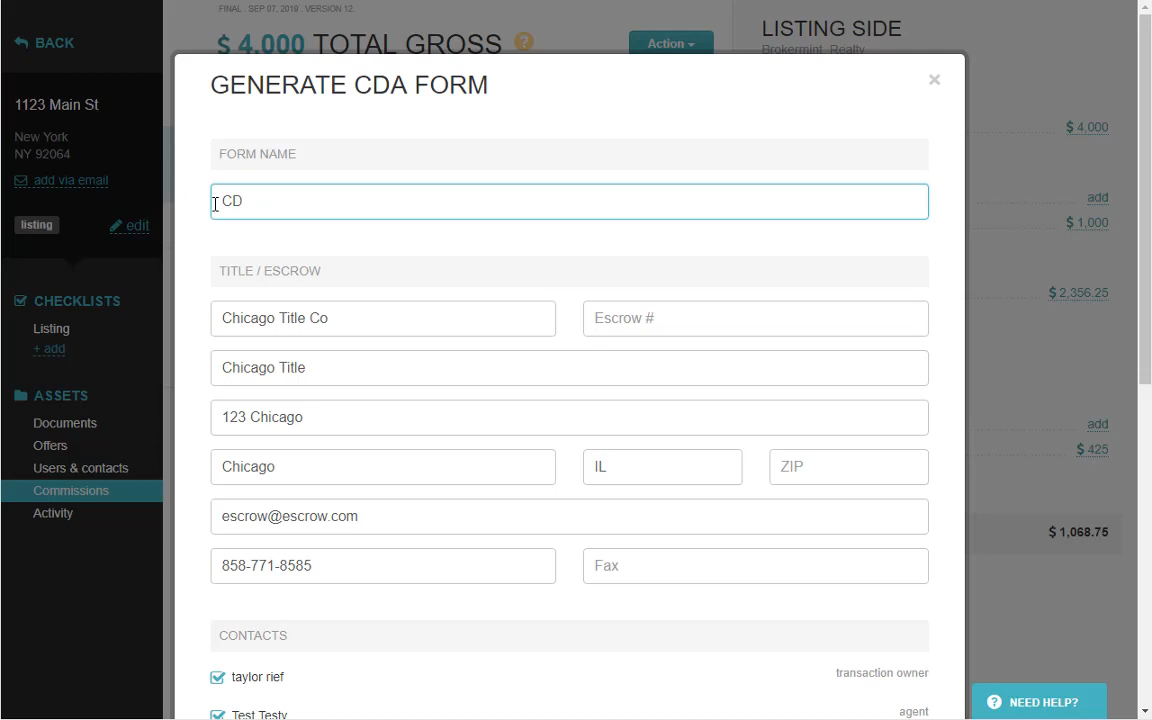 FINAL . SEP 07, 2019 . VERSION 12.
BACK
$ 4,000 TOTAL GROSS ?
Action
LISTING SIDE
Brokermint Realty
GENERATE CDA FORM
×
1123 Main St
New York
NY 92064
add via email
listing
edit
$ 4,000
FORM NAME
CD
add
$ 1,000
TITLE / ESCROW
$ 2,356.25
CHECKLISTS
Listing
+ add
Chicago Title Co
Escrow #
Chicago Title
ASSETS
Documents
Offers
Users & contacts
Commissions
Activity
123 Chicago
add
$ 425
Chicago
IL
ZIP
escrow@escrow.com
$ 1,068.75
858-771-8585
Fax
CONTACTS
taylor rief
transaction owner
Test Testy
agent
? NEED HELP?